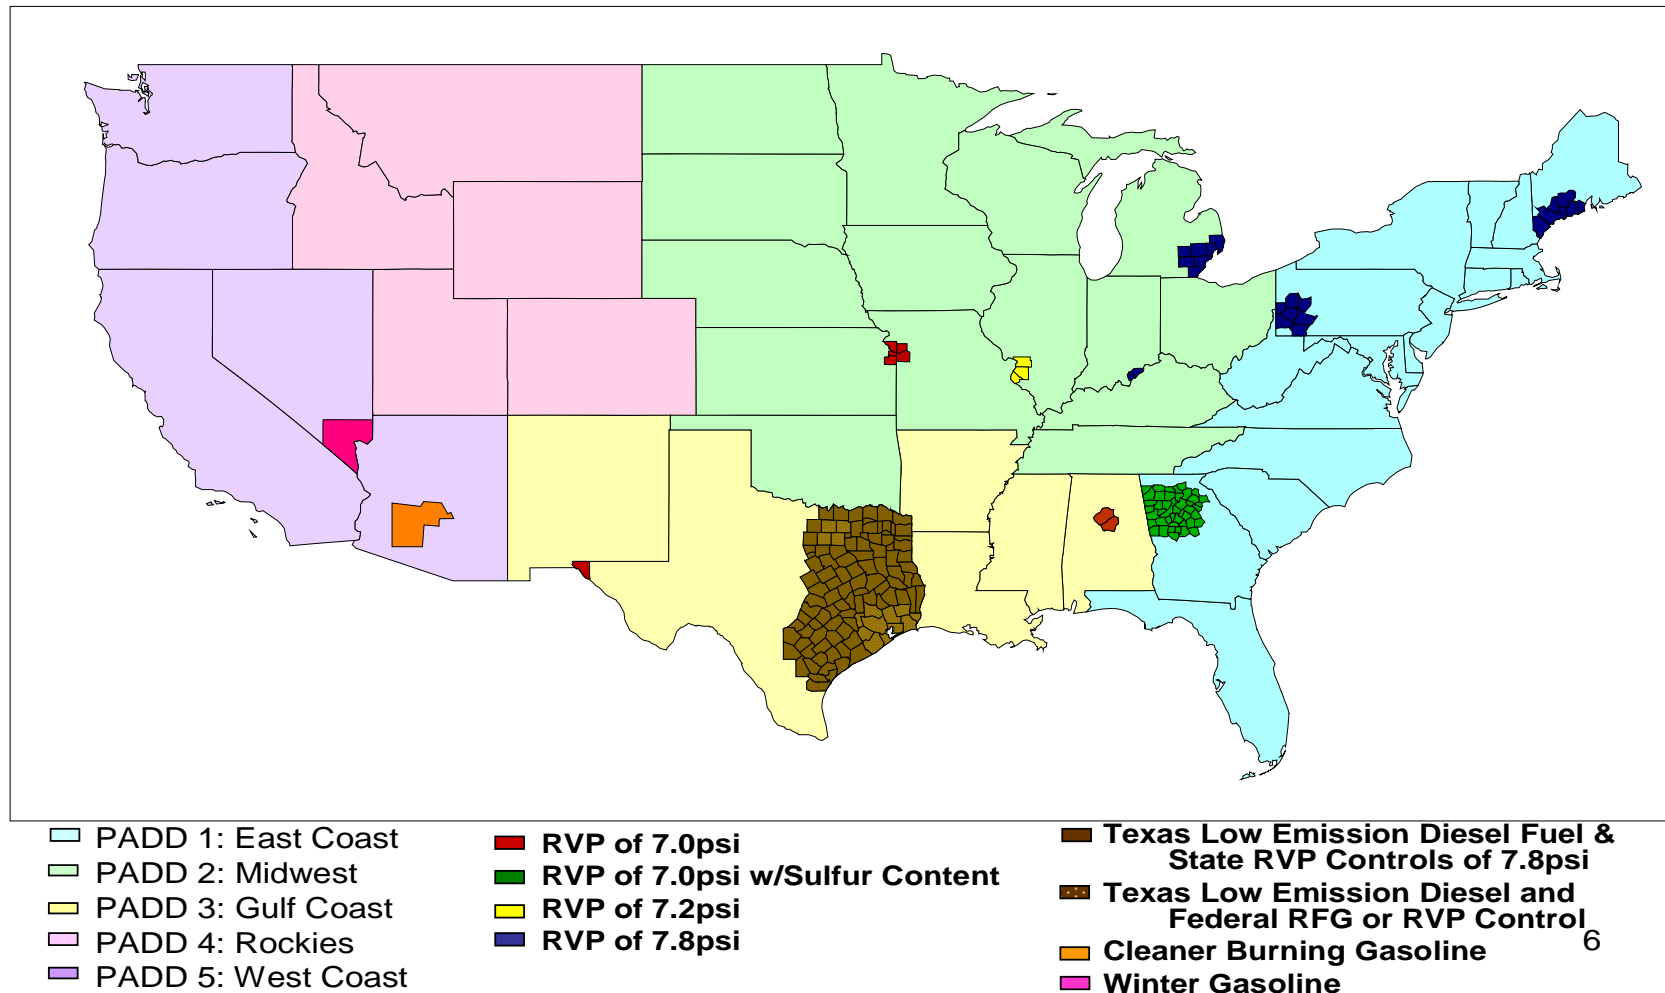 PADD 1: East Coast
PADD 2: Midwest
PADD 3: Gulf Coast
PADD 4: Rockies
PADD 5: West Coast
RVP of 7.0psi
RVP of 7.0psi w/Sulfur Content
RVP of 7.2psi
RVP of 7.8psi
Texas Low Emission Diesel Fuel &
State RVP Controls of 7.8psi
Texas Low Emission Diesel and
Federal RFG or RVP Control
Cleaner Burning Gasoline
Winter Gasoline
6